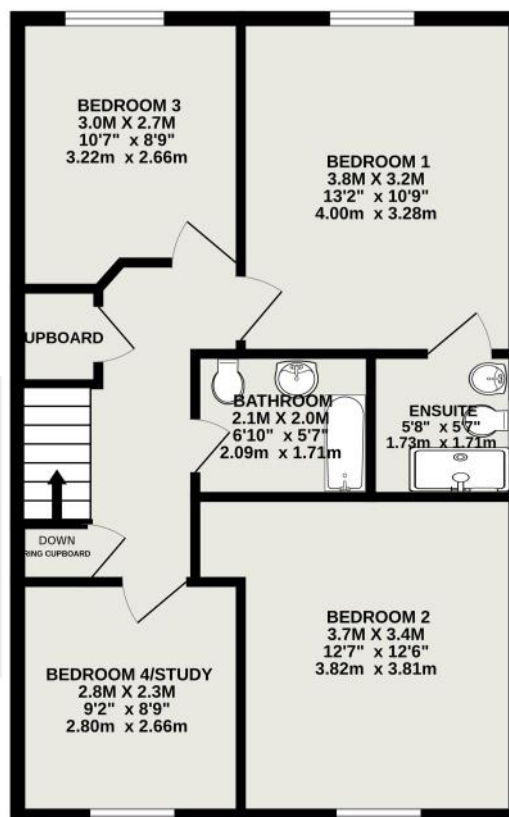 BEDROOM 3
3.0M X 2.7M
10'7" x 8'9"
3.22m x 2.66m
BEDROOM 1
3.8M X 3.2M
13'2" x 10'9"
4.00m x 3.28m
UPBOARD
BATHROOM
2.1M X 2.0M
6'10" x 5'7"
2.09m x 1.71m
ENSUITE
5'8" x 5'7"
1.73m x 1.71m
DOWN
RING CUPBOARD
BEDROOM 2
3.7M X 3.4M
12'7" x 12'6"
3.82m x 3.81m
BEDROOM 4/STUDY
2.8M X 2.3M
9'2" x 8'9"
2.80m x 2.66m